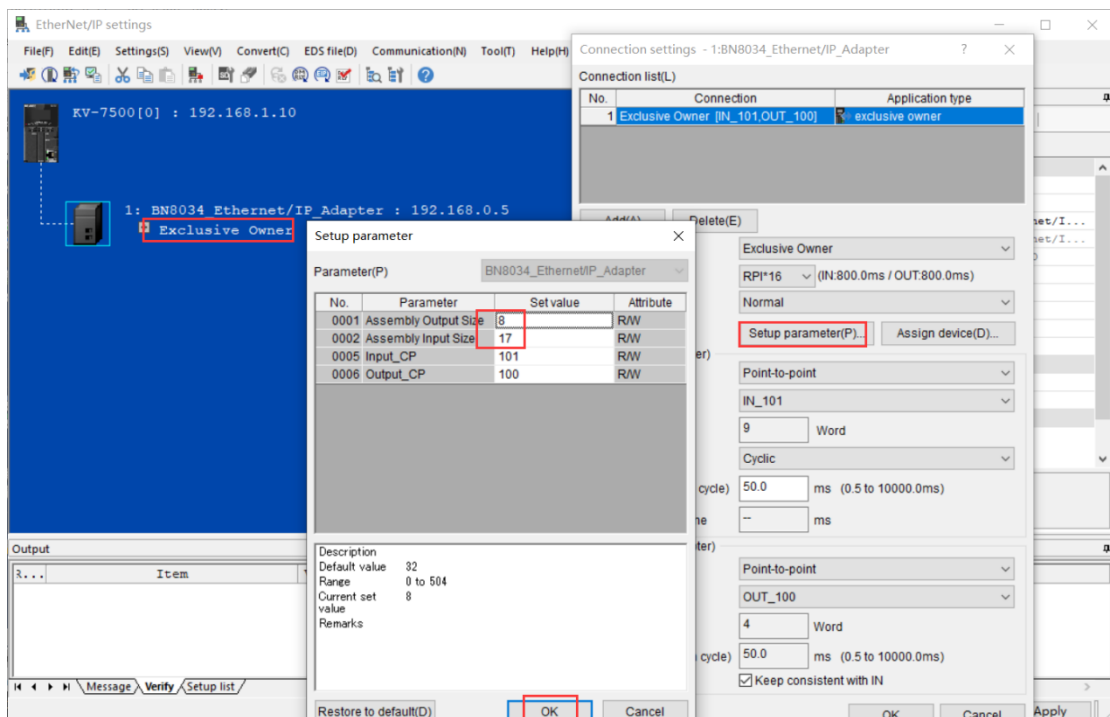 EtherNet/IP settings
File(F) Edit(E) Settings(S) View(V) Convert(C) EDS file(D) Communication(N) Tool(T) Help(H)
KV-7500[0] : 192.168.1.10
1: BN8034_Ethernet/IP_Adapter : 192.168.0.5
Exclusive Owner
Connection settings - 1:BN8034_Ethernet/IP_Adapter ?
Connection list(L)
No. Connection Application type
1 Exclusive Owner [IN_101,OUT_100] exclusive owner
Add(A) Delete(E)
Exclusive Owner
RPI*16 (IN:800.0ms / OUT:800.0ms)
Normal
Setup parameter(P)... Assign device(D)...
er)
Point-to-point
IN_101
9 Word
Cyclic
cycle) 50.0 ms (0.5 to 10000.0ms)
ne -- ms
ter)
Point-to-point
OUT_100
4 Word
cycle) 50.0 ms (0.5 to 10000.0ms)
Keep consistent with IN
OK Cancel
net/I...
net/I...
Apply
Setup parameter
Parameter(P) BN8034_Ethernet/IP_Adapter
No. Parameter Set value Attribute
0001 Assembly Output Size 8 R/W
0002 Assembly Input Size 17 R/W
0005 Input_CP 101 R/W
0006 Output_CP 100 R/W
Description
Default value 32
Range 0 to 504
Current set 8
value
Remarks
Restore to default(D) OK Cancel
Output
R... Item
Message Verify Setup list